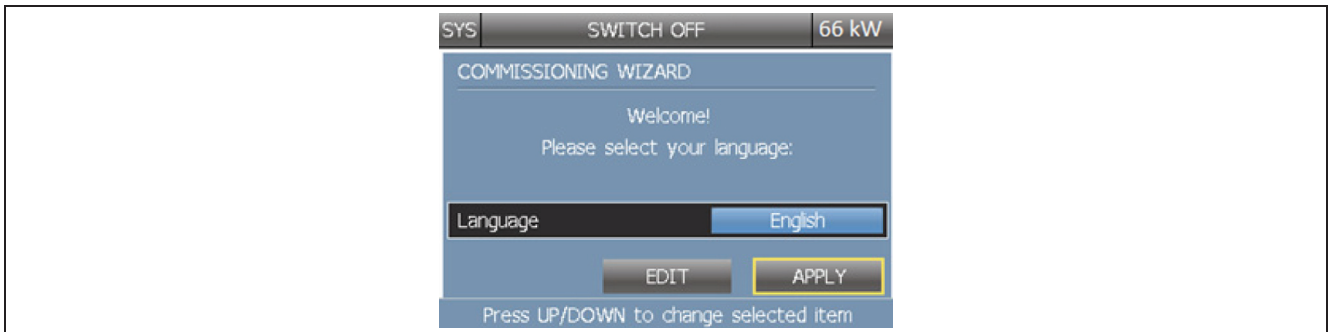 SYS SWITCH OFF 66 kW
COMMISSIONING WIZARD
Welcome!
Please select your language:
Language English
EDIT APPLY
Press UP/DOWN to change selected item